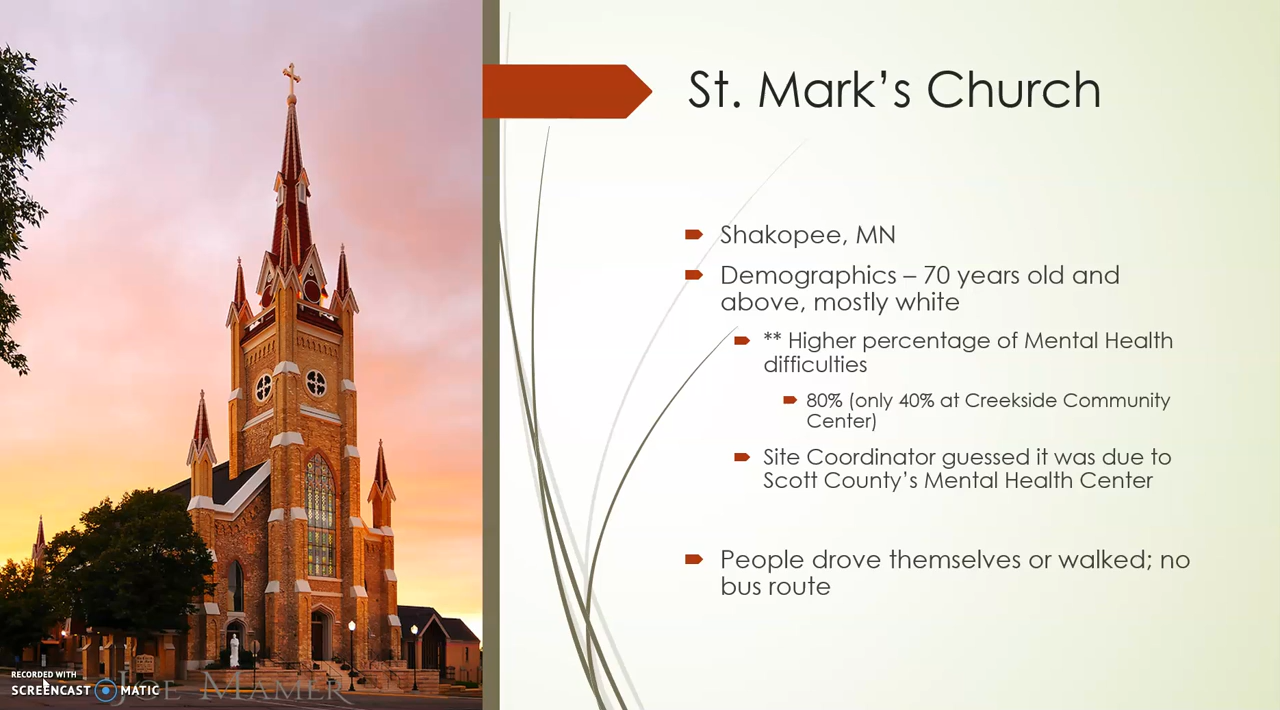 St. Mark’s Church
Shakopee, MN
Demographics – 70 years old and
above, mostly white
** Higher percentage of Mental Health
difficulties
80% (only 40% at Creekside Community
Center)
Site Coordinator guessed it was due to
Scott County’s Mental Health Center
People drove themselves or walked; no
bus route
RECORDED WITH
SCREENCAST MATIC
JOE MAMER